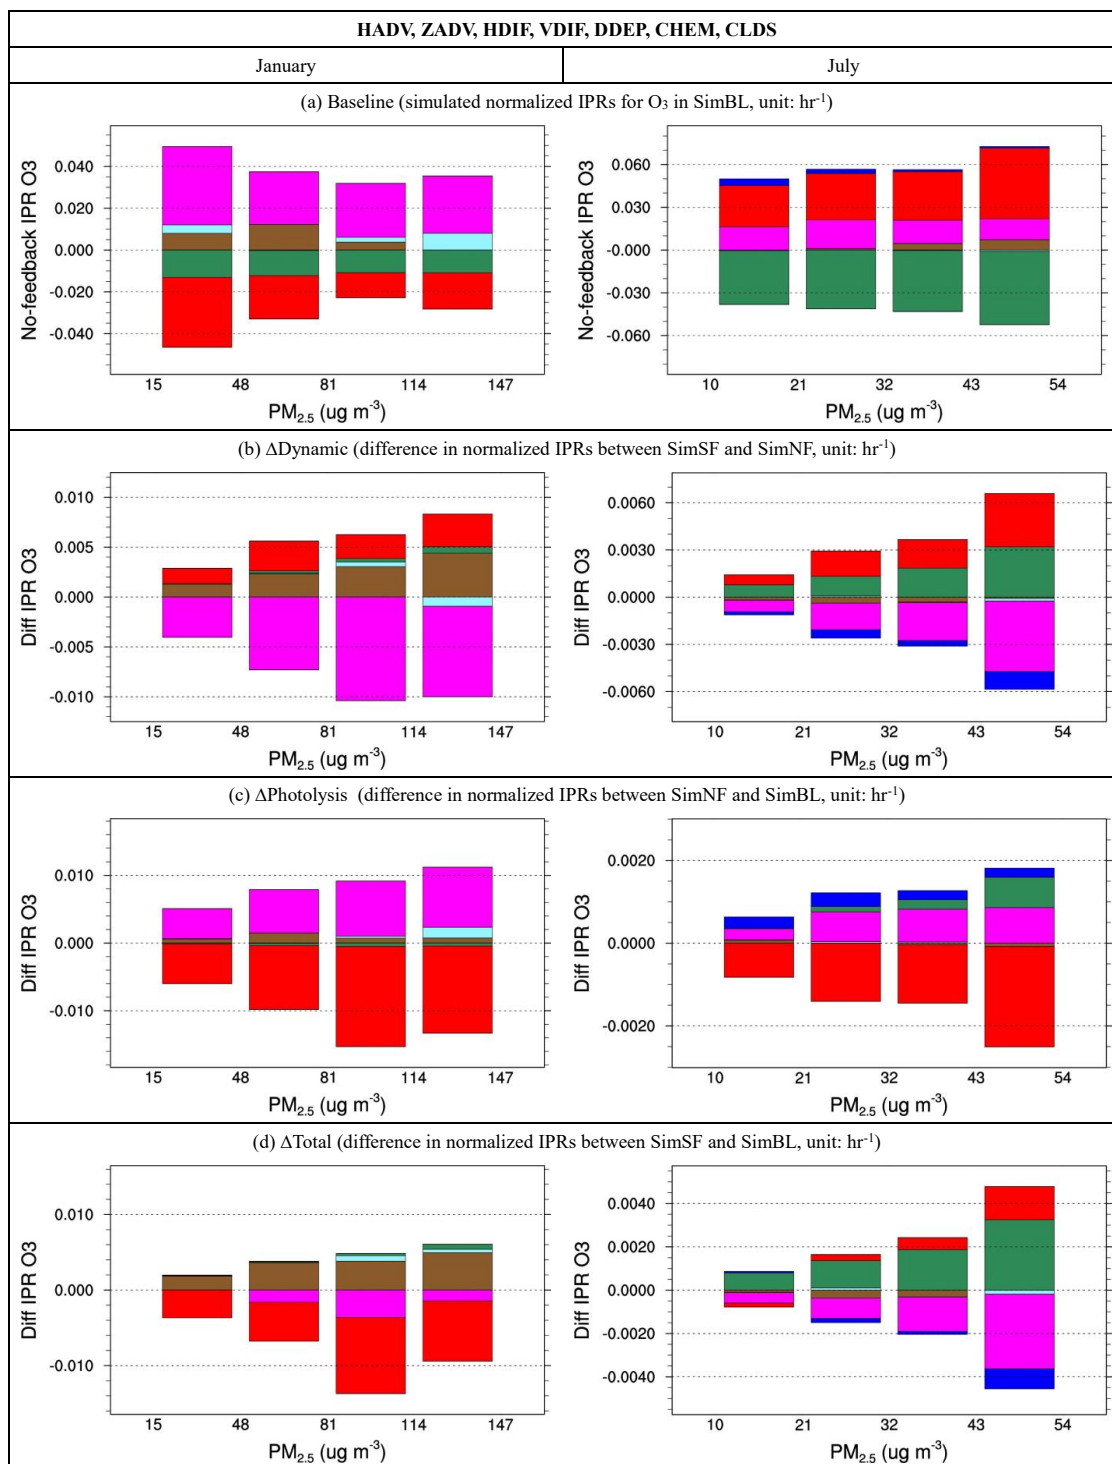 HADV, ZADV, HDIF, VDIF, DDEP, CHEM, CLDS
January July
(a) Baseline (simulated normalized IPRs for O3 in SimBL, unit: hr-1)
No-feedback IPR O3
0.040
0.020
0.000
-0.020
-0.040
15 48 81 114 147
PM2.5 (ug m-3)
No-feedback IPR O3
0.060
0.030
-0.000
-0.030
-0.060
10 21 32 43 54
PM2.5 (ug m-3)
(b) ΔDynamic (difference in normalized IPRs between SimSF and SimNF, unit: hr-1)
Diff IPR O3
0.010
0.005
0.000
-0.005
-0.010
15 48 81 114 147
PM2.5 (ug m-3)
Diff IPR O3
0.0060
0.0030
0.0000
-0.0030
-0.0060
10 21 32 43 54
PM2.5 (ug m-3)
(c) ΔPhotolysis (difference in normalized IPRs between SimNF and SimBL, unit: hr-1)
Diff IPR O3
0.010
0.000
-0.010
15 48 81 114 147
PM2.5 (ug m-3)
Diff IPR O3
0.0020
0.0000
-0.0020
10 21 32 43 54
PM2.5 (ug m-3)
(d) ΔTotal (difference in normalized IPRs between SimSF and SimBL, unit: hr-1)
Diff IPR O3
0.010
0.000
-0.010
15 48 81 114 147
PM2.5 (ug m-3)
Diff IPR O3
0.0040
0.0020
0.0000
-0.0020
-0.0040
10 21 32 43 54
PM2.5 (ug m-3)